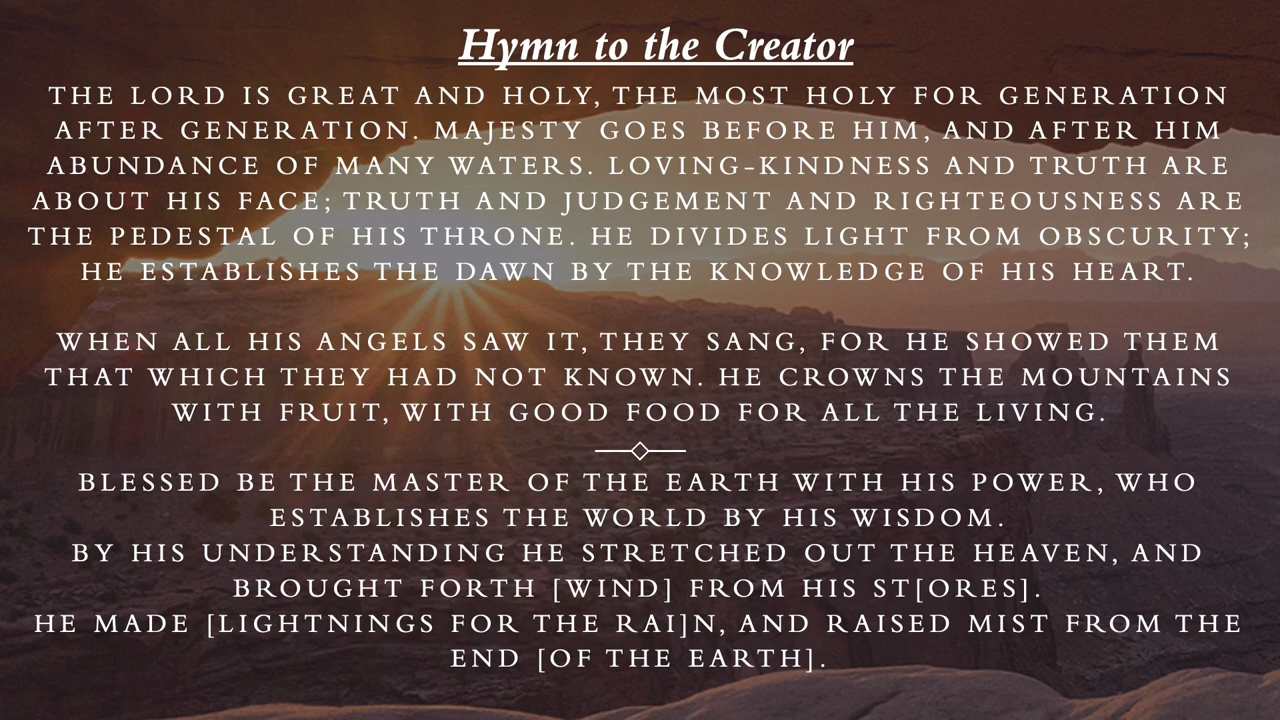 Hymn to the Creator
THE LORD IS GREAT AND HOLY, THE MOST HOLY FOR GENERATION
AFTER GENERATION. MAJESTY GOES BEFORE HIM, AND AFTER HIM
ABUNDANCE OF MANY WATERS. LOVING-KINDNESS AND TRUTH ARE
ABOUT HIS FACE; TRUTH AND JUDGEMENT AND RIGHTEOUSNESS ARE
THE PEDESTAL OF HIS THRONE. HE DIVIDES LIGHT FROM OBSCURITY;
HE ESTABLISHES THE DAWN BY THE KNOWLEDGE OF HIS HEART.
WHEN ALL HIS ANGELS SAW IT, THEY SANG, FOR HE SHOWED THEM
THAT WHICH THEY HAD NOT KNOWN. HE CROWNS THE MOUNTAINS
WITH FRUIT, WITH GOOD FOOD FOR ALL THE LIVING.
BLESSED BE THE MASTER OF THE EARTH WITH HIS POWER, WHO
ESTABLISHES THE WORLD BY HIS WISDOM.
BY HIS UNDERSTANDING HE STRETCHED OUT THE HEAVEN, AND
BROUGHT FORTH [WIND] FROM HIS ST[ORES].
HE MADE [LIGHTNINGS FOR THE RAI]N, AND RAISED MIST FROM THE
END [OF THE EARTH].